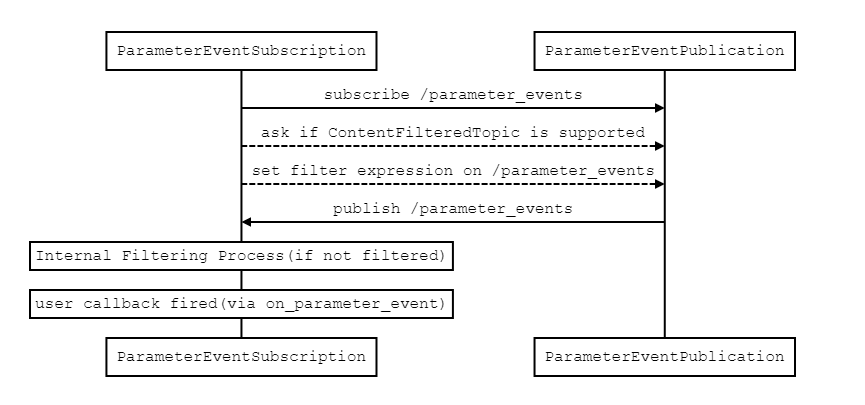 ParameterEventSubscription
ParameterEventPublication
subscribe /parameter_events
ask if ContentFilteredTopic is supported
set filter expression on /parameter_events
publish /parameter_events
Internal Filtering Process(if not filtered)
user callback fired(via on_parameter_event)
ParameterEventSubscription
ParameterEventPublication